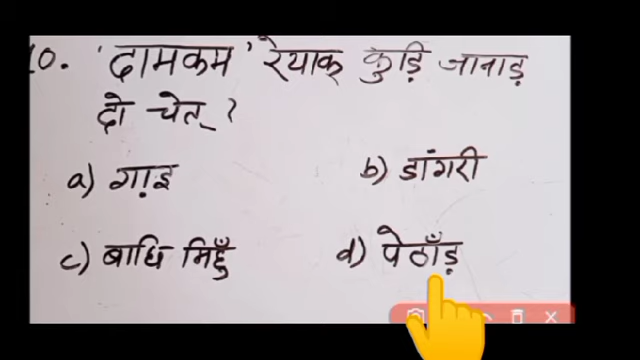 10. 'दामकम' रेयाक् कुड़ि जानाड़
दो चेत् ?
a) गा़इ b) डांगरी
c) बाछि मिहुँ d) पेठाँड़